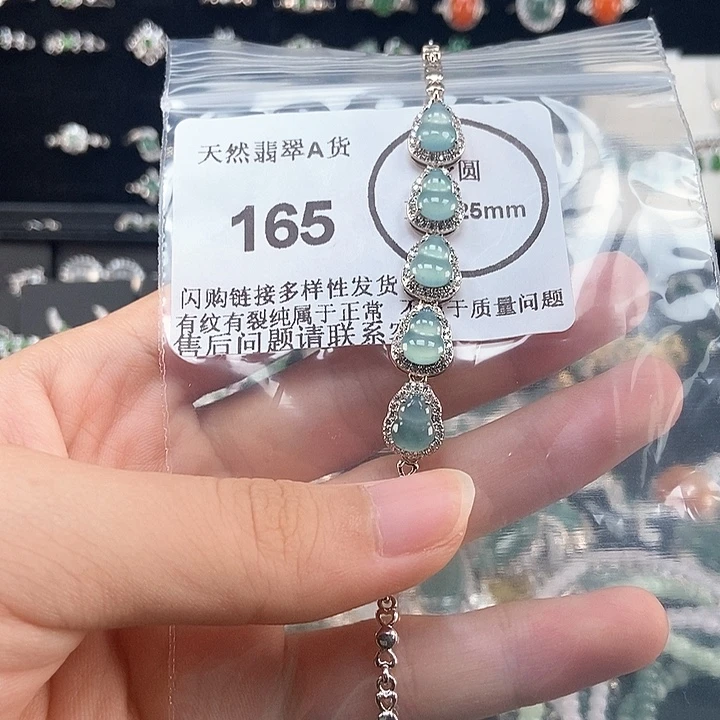 天然翡翠A货
圆
165
25mm
闪购链接多样性发货
有纹有裂纯属于正常 不 于质量问题
售后问题请联系